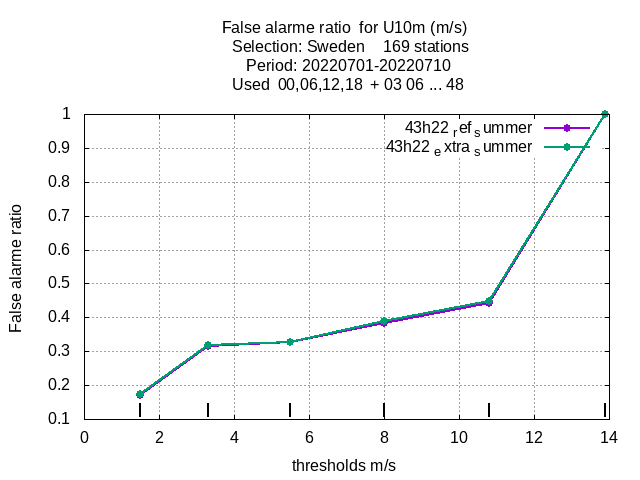 False alarme ratio  for U10m (m/s)
Selection: Sweden    169 stations
Period: 20220701-20220710
Used  00,06,12,18  + 03 06 ... 48
43h22 ref summer
43h22 extra summer
1
0.9
0.8
0.7
0.6
0.5
0.4
0.3
0.2
0.1
False alarme ratio
0 2 4 6 8 10 12 14
thresholds m/s